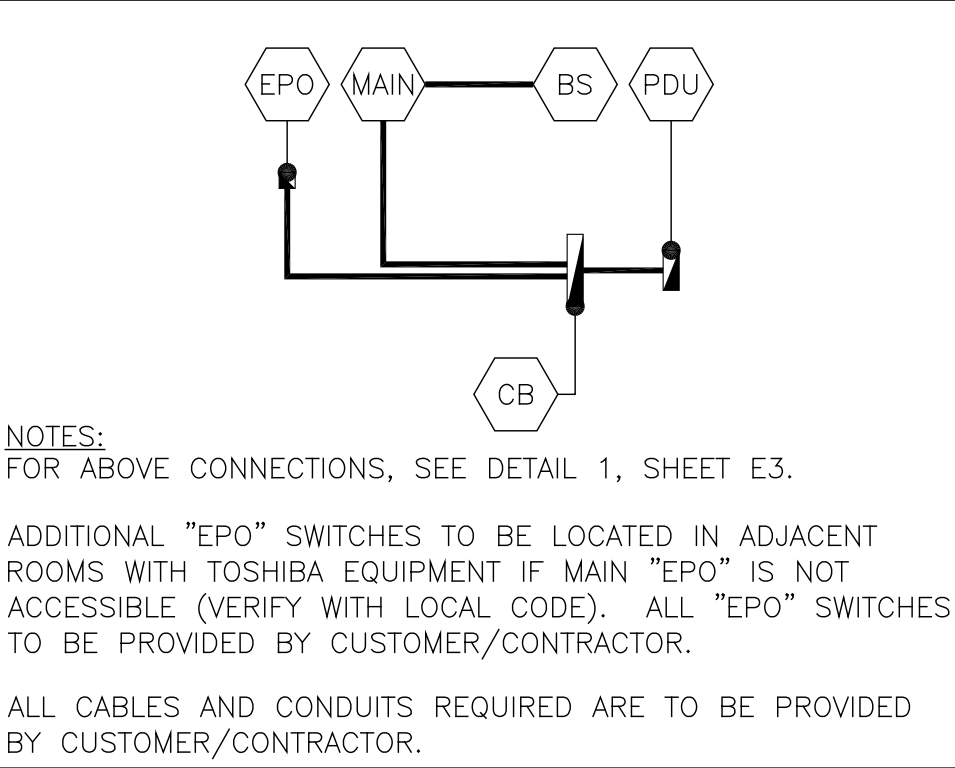 EPO MAIN BS PDU
CB
NOTES:
FOR ABOVE CONNECTIONS, SEE DETAIL 1, SHEET E3.
ADDITIONAL ”EPO” SWITCHES TO BE LOCATED IN ADJACENT
ROOMS WITH TOSHIBA EQUIPMENT IF MAIN ”EPO” IS NOT
ACCESSIBLE (VERIFY WITH LOCAL CODE). ALL ”EPO” SWITCHES
TO BE PROVIDED BY CUSTOMER/CONTRACTOR.
ALL CABLES AND CONDUITS REQUIRED ARE TO BE PROVIDED
BY CUSTOMER/CONTRACTOR.